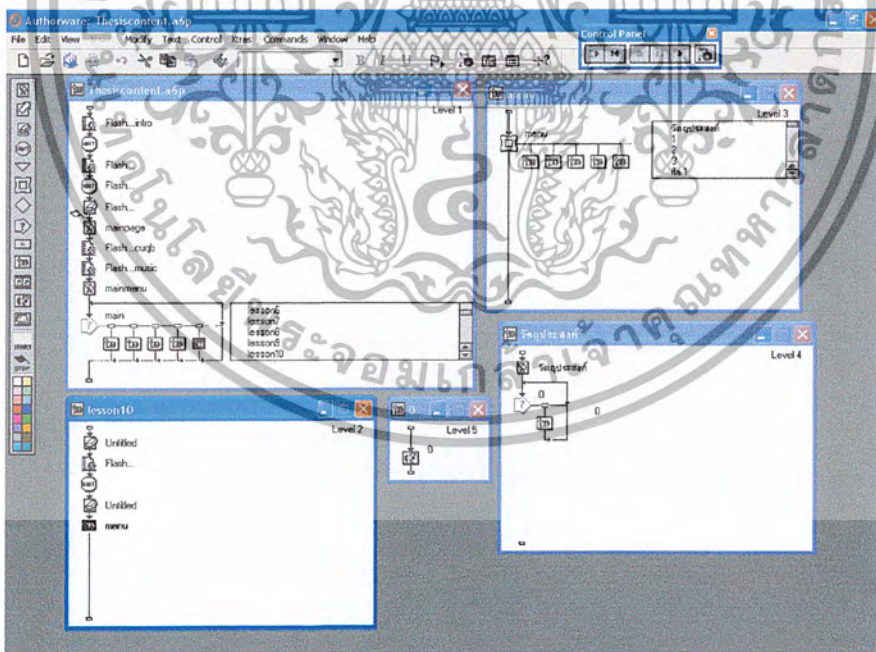 Authorware: Thesiscontent.a6p
File Edit View Modify Text Control Xtras Commands Window Help
Control Panel
Thesiscontent.a6p
Level 1
Flash...intro
Flash...
Flash...
Flash...
mainpage
Flash...cugb
Flash...music
mainmenu
main
lesson6
lesson7
lesson8
lesson9
lesson10
START
STOP
menu
Level 3
menu
วัตถุประสงค์
1
2
3
วัตถุประสงค์
Level 4
วัตถุประสงค์
0
0
lesson10
Level 2
Untitled
Flash...
Untitled
menu
0
Level 5
0